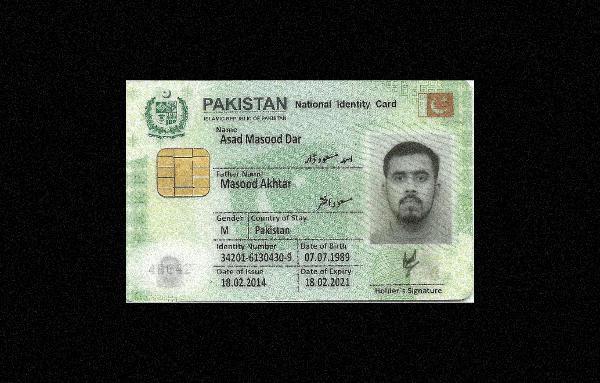 PAKISTAN National Identity Card
ISLAMIC REPUBLIC OF PAKISTAN
Name
Asad Masood Dar
اسد مسعود ڈار
Father Name
Masood Akhtar
مسعود اختر
Gender Country of Stay
M Pakistan
Identity Number Date of Birth
34201-6130430-9 07.07.1989
Date of Issue Date of Expiry
18.02.2014 18.02.2021
Holder's Signature